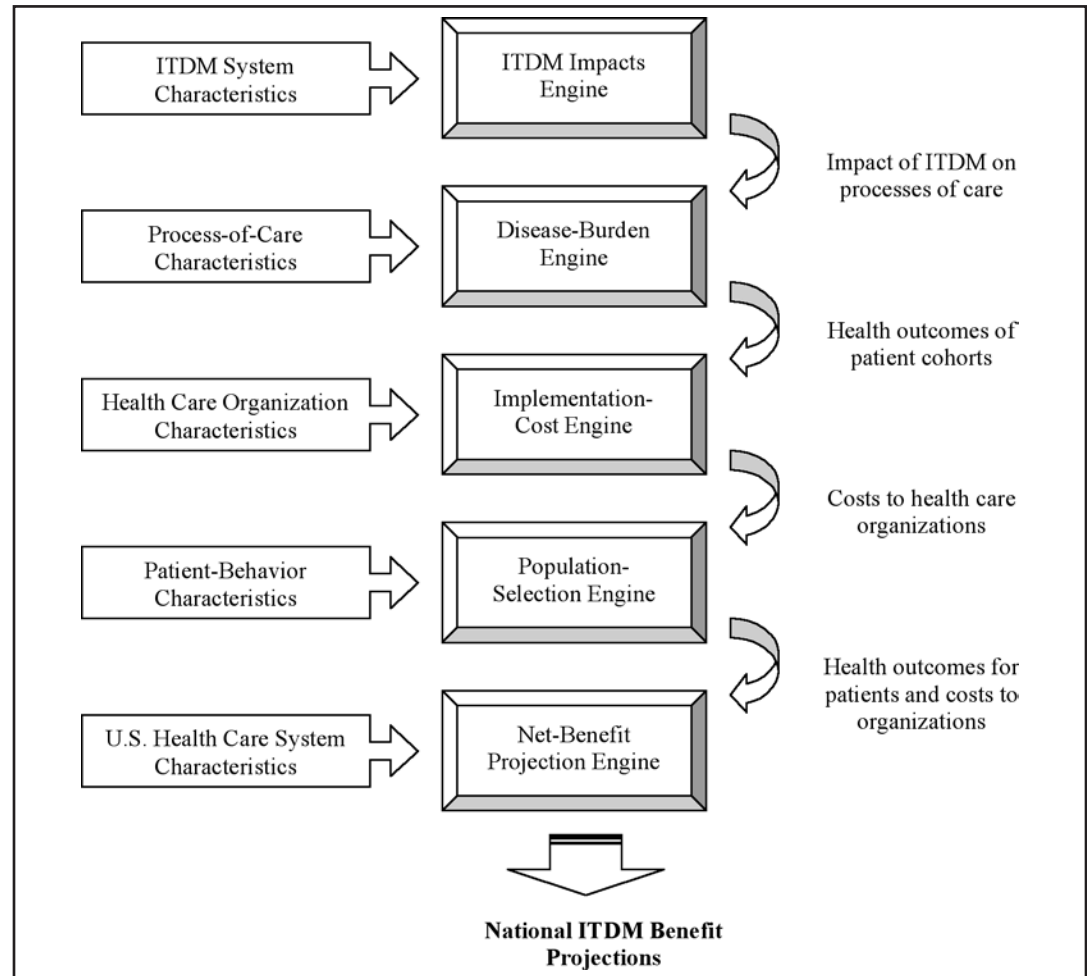 ITDM System
Characteristics
ITDM Impacts
Engine
Impact of ITDM on
processes of care
Process-of-Care
Characteristics
Disease-Burden
Engine
Health outcomes of
patient cohorts
Health Care Organization
Characteristics
Implementation-
Cost Engine
Costs to health care
organizations
Patient-Behavior
Characteristics
Population-
Selection Engine
Health outcomes for
patients and costs to
organizations
U.S. Health Care System
Characteristics
Net-Benefit
Projection Engine
National ITDM Benefit
Projections